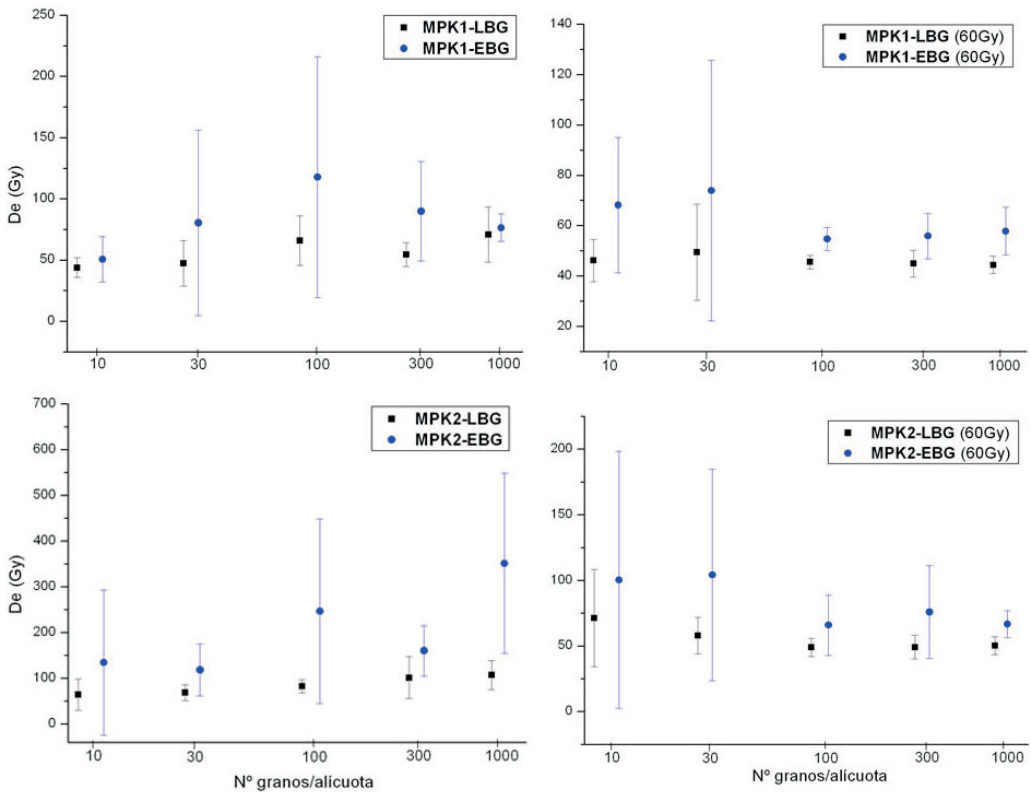 250
200
150
100
50
0
De (Gy)
MPK1-LBG
MPK1-EBG
10 30 100 300 1000
140
120
100
80
60
40
20
MPK1-LBG (60Gy)
MPK1-EBG (60Gy)
10 30 100 300 1000
700
600
500
400
300
200
100
0
De (Gy)
MPK2-LBG
MPK2-EBG
10 30 100 300 1000
Nº granos/alícuota
200
150
100
50
0
MPK2-LBG (60Gy)
MPK2-EBG (60Gy)
10 30 100 300 1000
Nº granos/alícuota